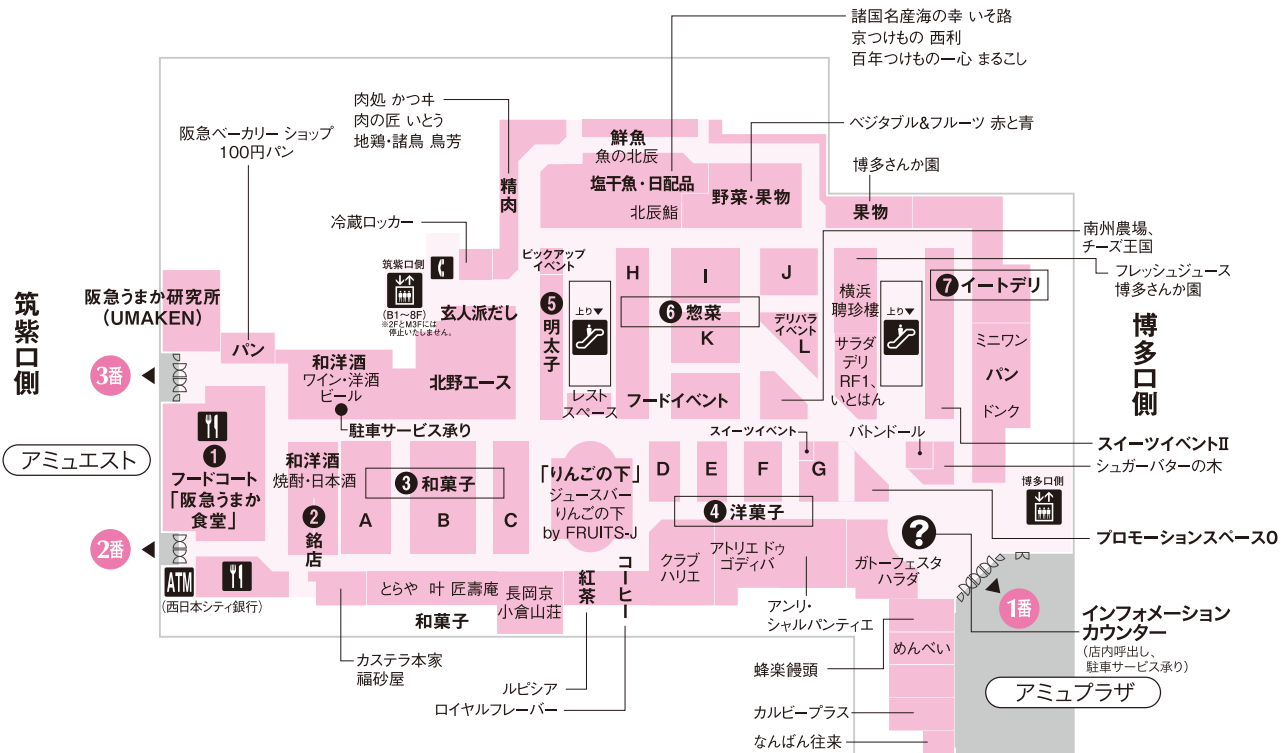 諸国名産海の幸 いそ路
京つけもの 西利
百年つけもの一心 まるこし
肉処 かつヰ
肉の匠 いとう
地鶏・諸鳥 鳥芳
阪急ベーカリー ショップ
100円パン
鮮魚
魚の北辰
ベジタブル&フルーツ 赤と青
塩干魚・日配品
北辰鮨
野菜・果物
博多さんか園
果物
精肉
冷蔵ロッカー
南州農場、
チーズ王国
フレッシュジュース
博多さんか園
筑紫口側
(B1〜8F)
※2FとM3Fには
停止いたしません。
ピックアップ
イベント
H
I
J
横浜
聘珍樓
❼イートデリ
筑紫口側
阪急うまか研究所
(UMAKEN)
玄人派だし
❺明太子
上り▼
❻惣菜
K
デリバラ
イベント
L
サラダ
デリ
RF1、
いとはん
上り▼
ミニワン
パン
ドンク
博多口側
パン
和洋酒
ワイン・洋酒
ビール
北野エース
レスト
スペース
フードイベント
3番
駐車サービス承り
スイーツイベント
バトンドール
スイーツイベントII
シュガーバターの木
アミュエスト
❶
フードコート
「阪急うまか
食堂」
和洋酒
焼酎・日本酒
❷銘店
❸和菓子
A
B
C
「りんごの下」
ジュースバー
りんごの下
by FRUITS-J
D
E
F
G
❹洋菓子
博多口側
プロモーションスペースO
2番
ATM
(西日本シティ銀行)
とらや
叶 匠壽庵
長岡京
小倉山荘
和菓子
紅茶
コーヒー
クラブ
ハリエ
アトリエ ドゥ
ゴディバ
?
ガトーフェスタ
ハラダ
アンリ・
シャルパンティエ
1番
インフォメーション
カウンター
(店内呼出し、
駐車サービス承り)
カステラ本家
福砂屋
ルピシア
ロイヤルフレーバー
めんべい
蜂楽饅頭
カルビープラス
なんばん往来
アミュプラザ